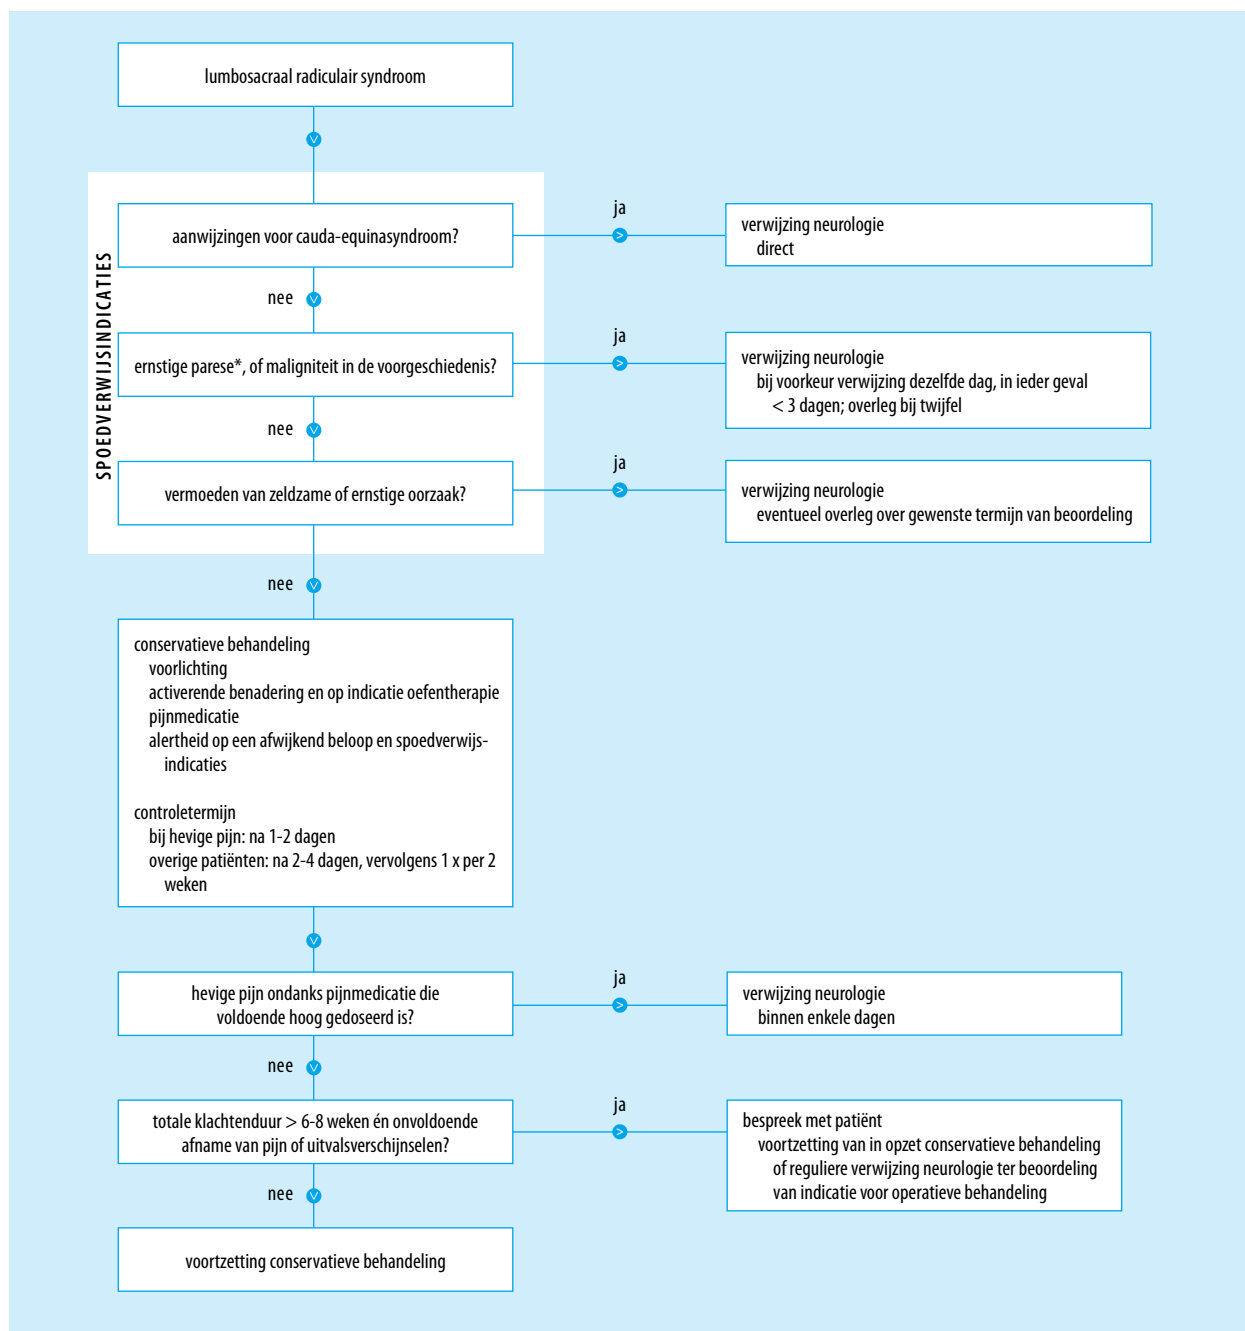 lumbosacraal radiculair syndroom
SPOEDVERWIJSINDICATIES
aanwijzingen voor cauda-equinasyndroom?
ja
verwijzing neurologie
direct
nee
ernstige parese*, of maligniteit in de voorgeschiedenis?
ja
verwijzing neurologie
bij voorkeur verwijzing dezelfde dag, in ieder geval
< 3 dagen; overleg bij twijfel
nee
vermoeden van zeldzame of ernstige oorzaak?
ja
verwijzing neurologie
eventueel overleg over gewenste termijn van beoordeling
nee
conservatieve behandeling
voorlichting
activerende benadering en op indicatie oefentherapie
pijnmedicatie
alertheid op een afwijkend beloop en spoedverwijs-
indicaties
controletermijn
bij hevige pijn: na 1-2 dagen
overige patiënten: na 2-4 dagen, vervolgens 1 x per 2
weken
hevige pijn ondanks pijnmedicatie die
voldoende hoog gedoseerd is?
ja
verwijzing neurologie
binnen enkele dagen
nee
totale klachtenduur > 6-8 weken én onvoldoende
afname van pijn of uitvalsverschijnselen?
ja
bespreek met patiënt
voortzetting van in opzet conservatieve behandeling
of reguliere verwijzing neurologie ter beoordeling
van indicatie voor operatieve behandeling
nee
voortzetting conservatieve behandeling